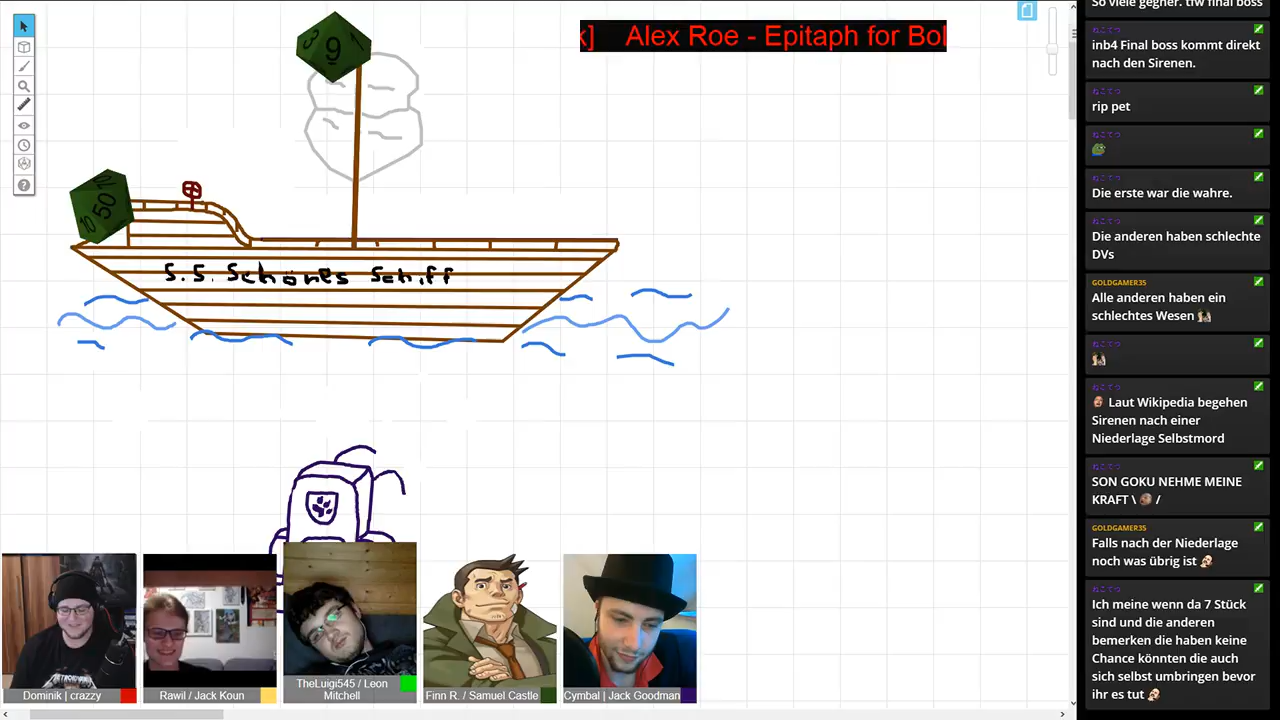 So viele gegner. tfw final boss
k] Alex Roe - Epitaph for Bol
inb4 Final boss kommt direkt
nach den Sirenen.
rip pet
Die erste war die wahre.
Die anderen haben schlechte
DVs
GOLDGAMER35
Alle anderen haben ein
schlechtes Wesen
Laut Wikipedia begehen
Sirenen nach einer
Niederlage Selbstmord
SON GOKU NEHME MEINE
KRAFT \ /
GOLDGAMER35
Falls nach der Niederlage
noch was übrig ist
Ich meine wenn da 7 Stück
sind und die anderen
bemerken die haben keine
Chance könnten die auch
sich selbst umbringen bevor
ihr es tut
3 9 1
10 50 20
S.S. Schönes Schiff
Dominik | crazzy
Rawil / Jack Koun
TheLuigi545 / Leon
Mitchell
Finn R. / Samuel Castle
Cymbal | Jack Goodman